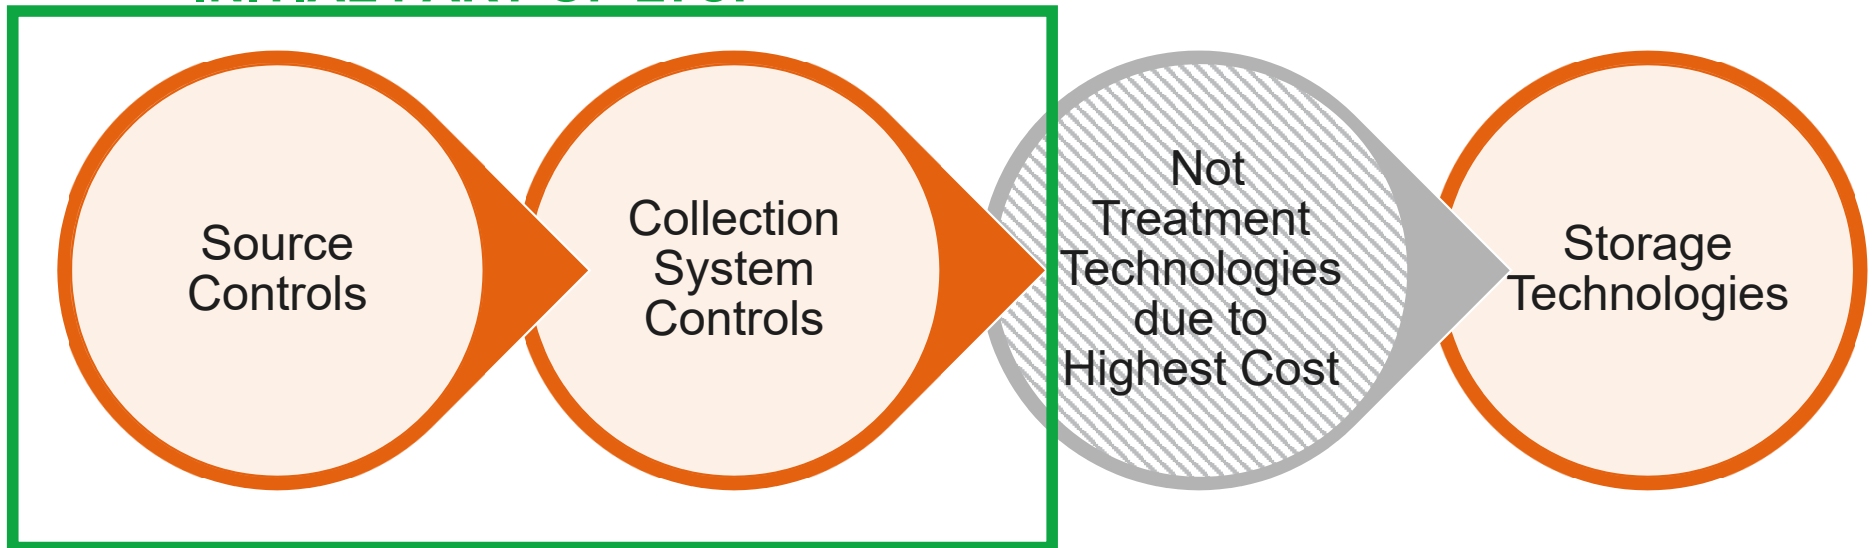 Source
Controls
Collection
System
Controls
Not
Treatment
Technologies
due to
Highest Cost
Storage
Technologies